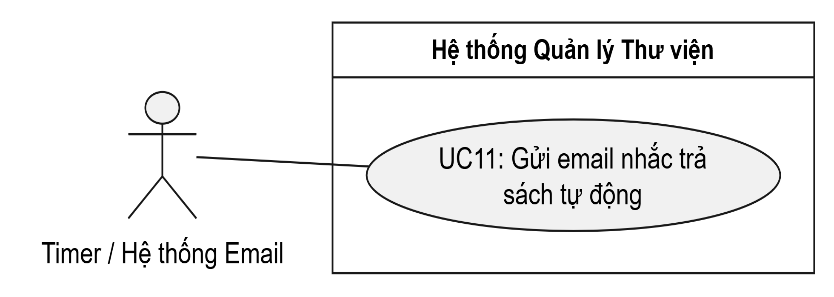 Hệ thống Quản lý Thư viện
UC11: Gửi email nhắc trả
sách tự động
Timer / Hệ thống Email